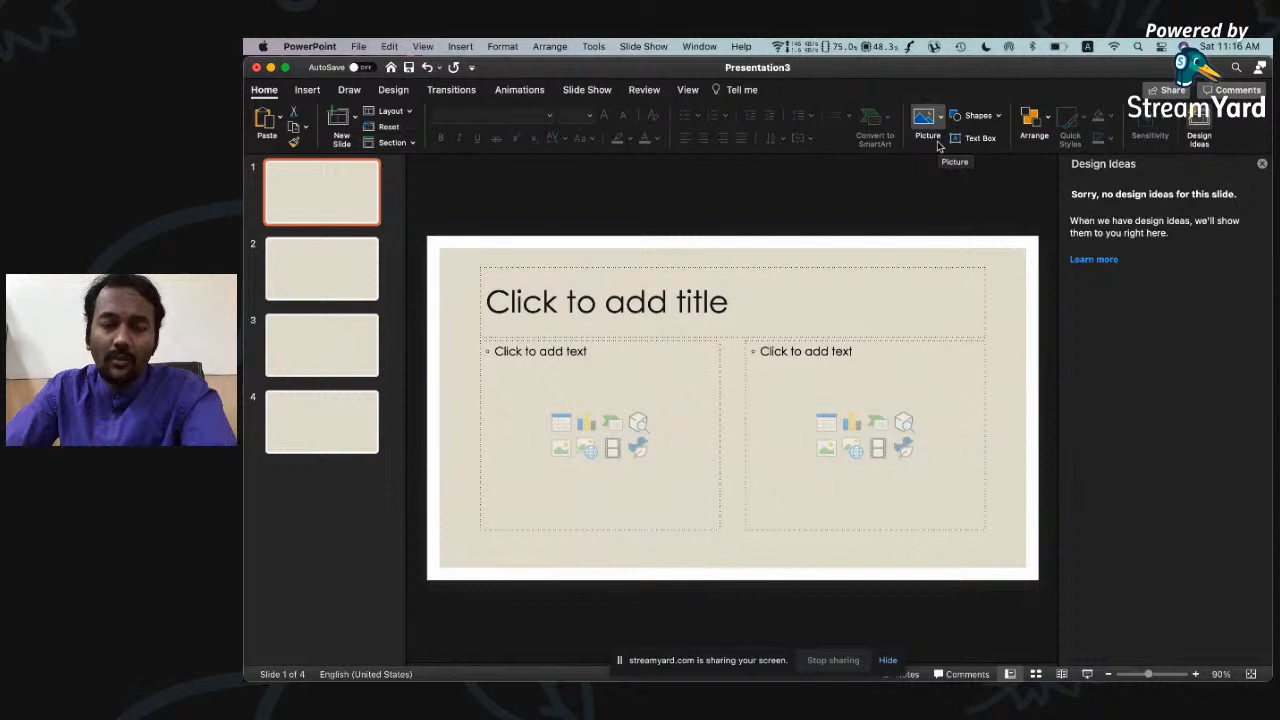 Powered by
StreamYard
PowerPoint File Edit View Insert Format Arrange Tools Slide Show Window Help 75.0s 48.3s A Sat 11:16 AM
AutoSave OFF Presentation3
Home Insert Draw Design Transitions Animations Slide Show Review View Tell me Share Comments
Paste
New Slide
Layout
Reset
Section
Convert to SmartArt
Picture
Shapes
Text Box
Arrange
Quick Styles
Sensitivity
Design Ideas
Picture
1
2
3
4
Click to add title
Click to add text
Click to add text
Design Ideas
Sorry, no design ideas for this slide.
When we have design ideas, we'll show
them to you right here.
Learn more
streamyard.com is sharing your screen. Stop sharing Hide
Slide 1 of 4 English (United States) Comments 90%